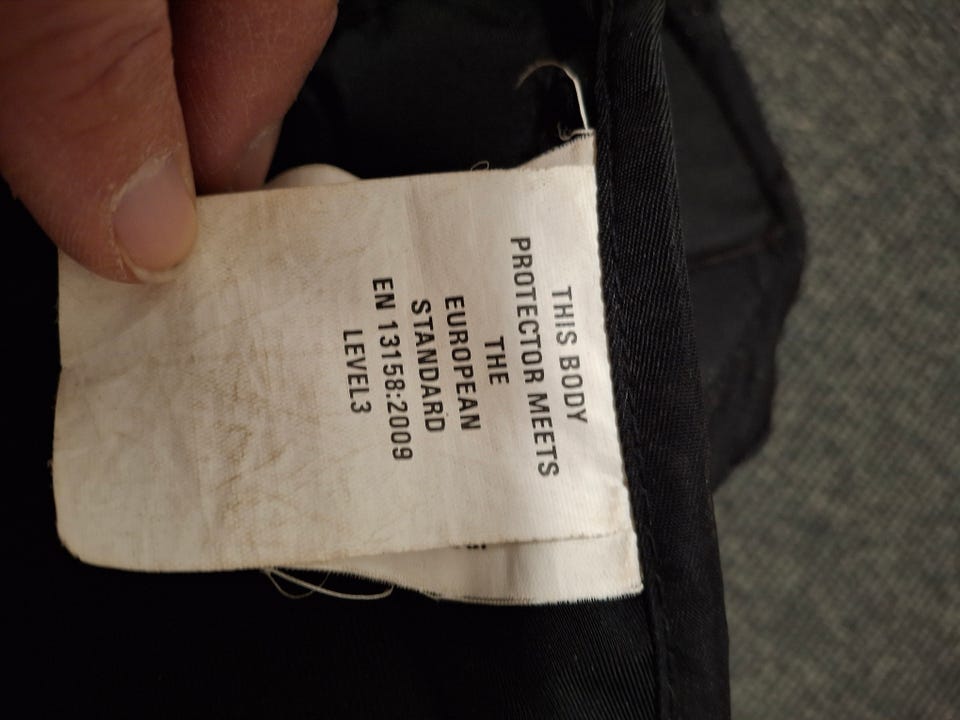 THIS BODY
PROTECTOR MEETS
THE
EUROPEAN
STANDARD
EN 13158:2009
LEVEL3